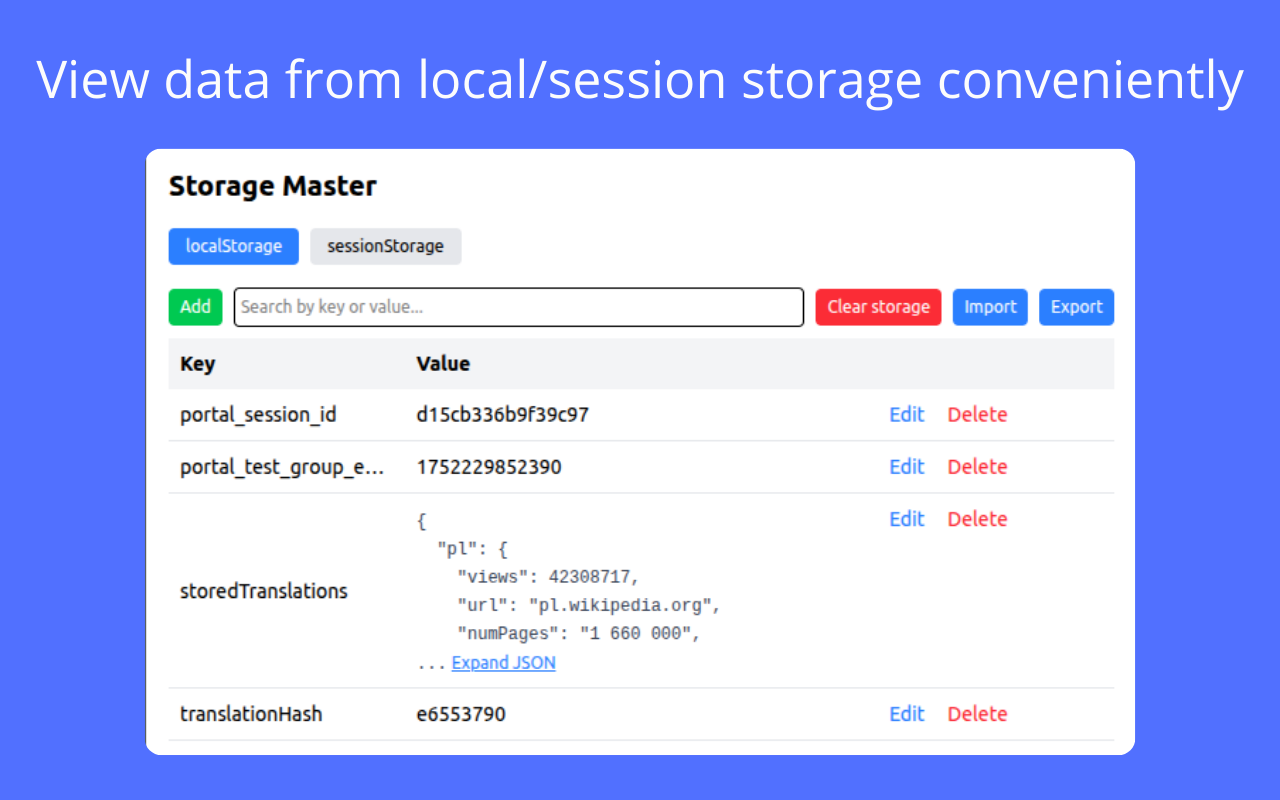 View data from local/session storage conveniently
Storage Master
localStorage sessionStorage
Add Search by key or value... Clear storage Import Export
Key Value
portal_session_id d15cb336b9f39c97 Edit Delete
portal_test_group_e... 1752229852390 Edit Delete
storedTranslations Edit Delete
{
"pl": {
"views": 42308717,
"url": "pl.wikipedia.org",
"numPages": "1 660 000",
... Expand JSON
translationHash e6553790 Edit Delete